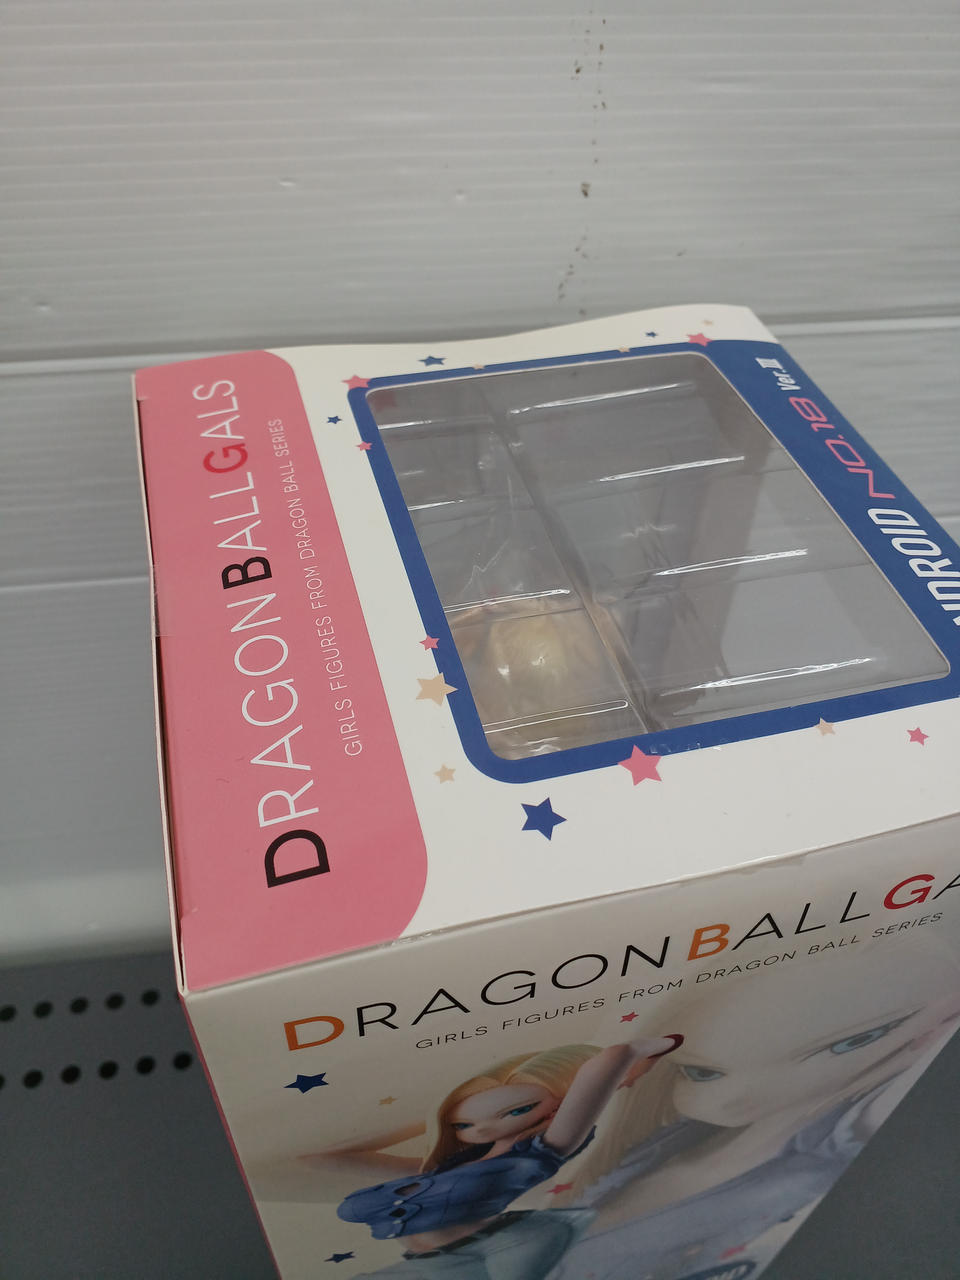 DRAGONBALLGALS
GIRLS FIGURES FROM DRAGON BALL SERIES
NDROID NO.18 Ver.III
DRAGONBALLGA
GIRLS FIGURES FROM DRAGON BALL SERIES